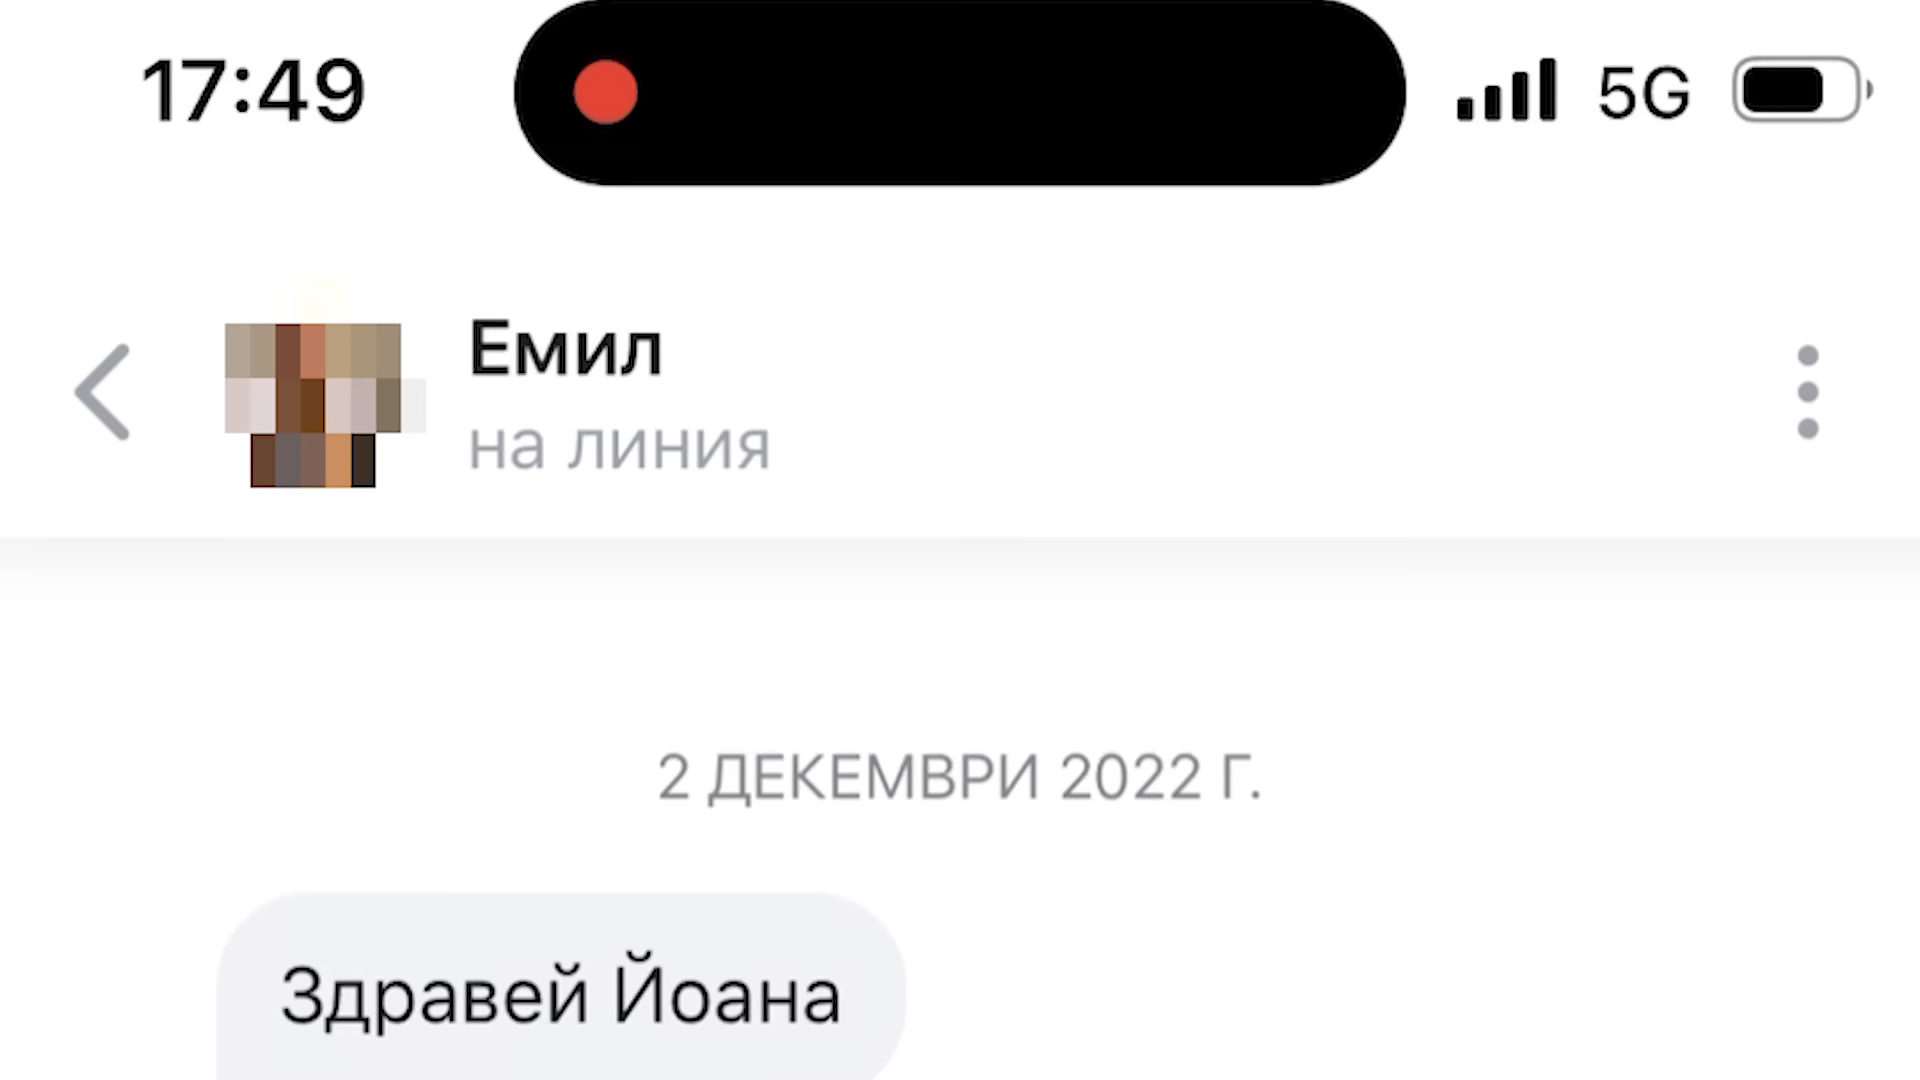 17:49 5G
Емил
на линия
2 ДЕКЕМВРИ 2022 Г.
Здравей Йоана